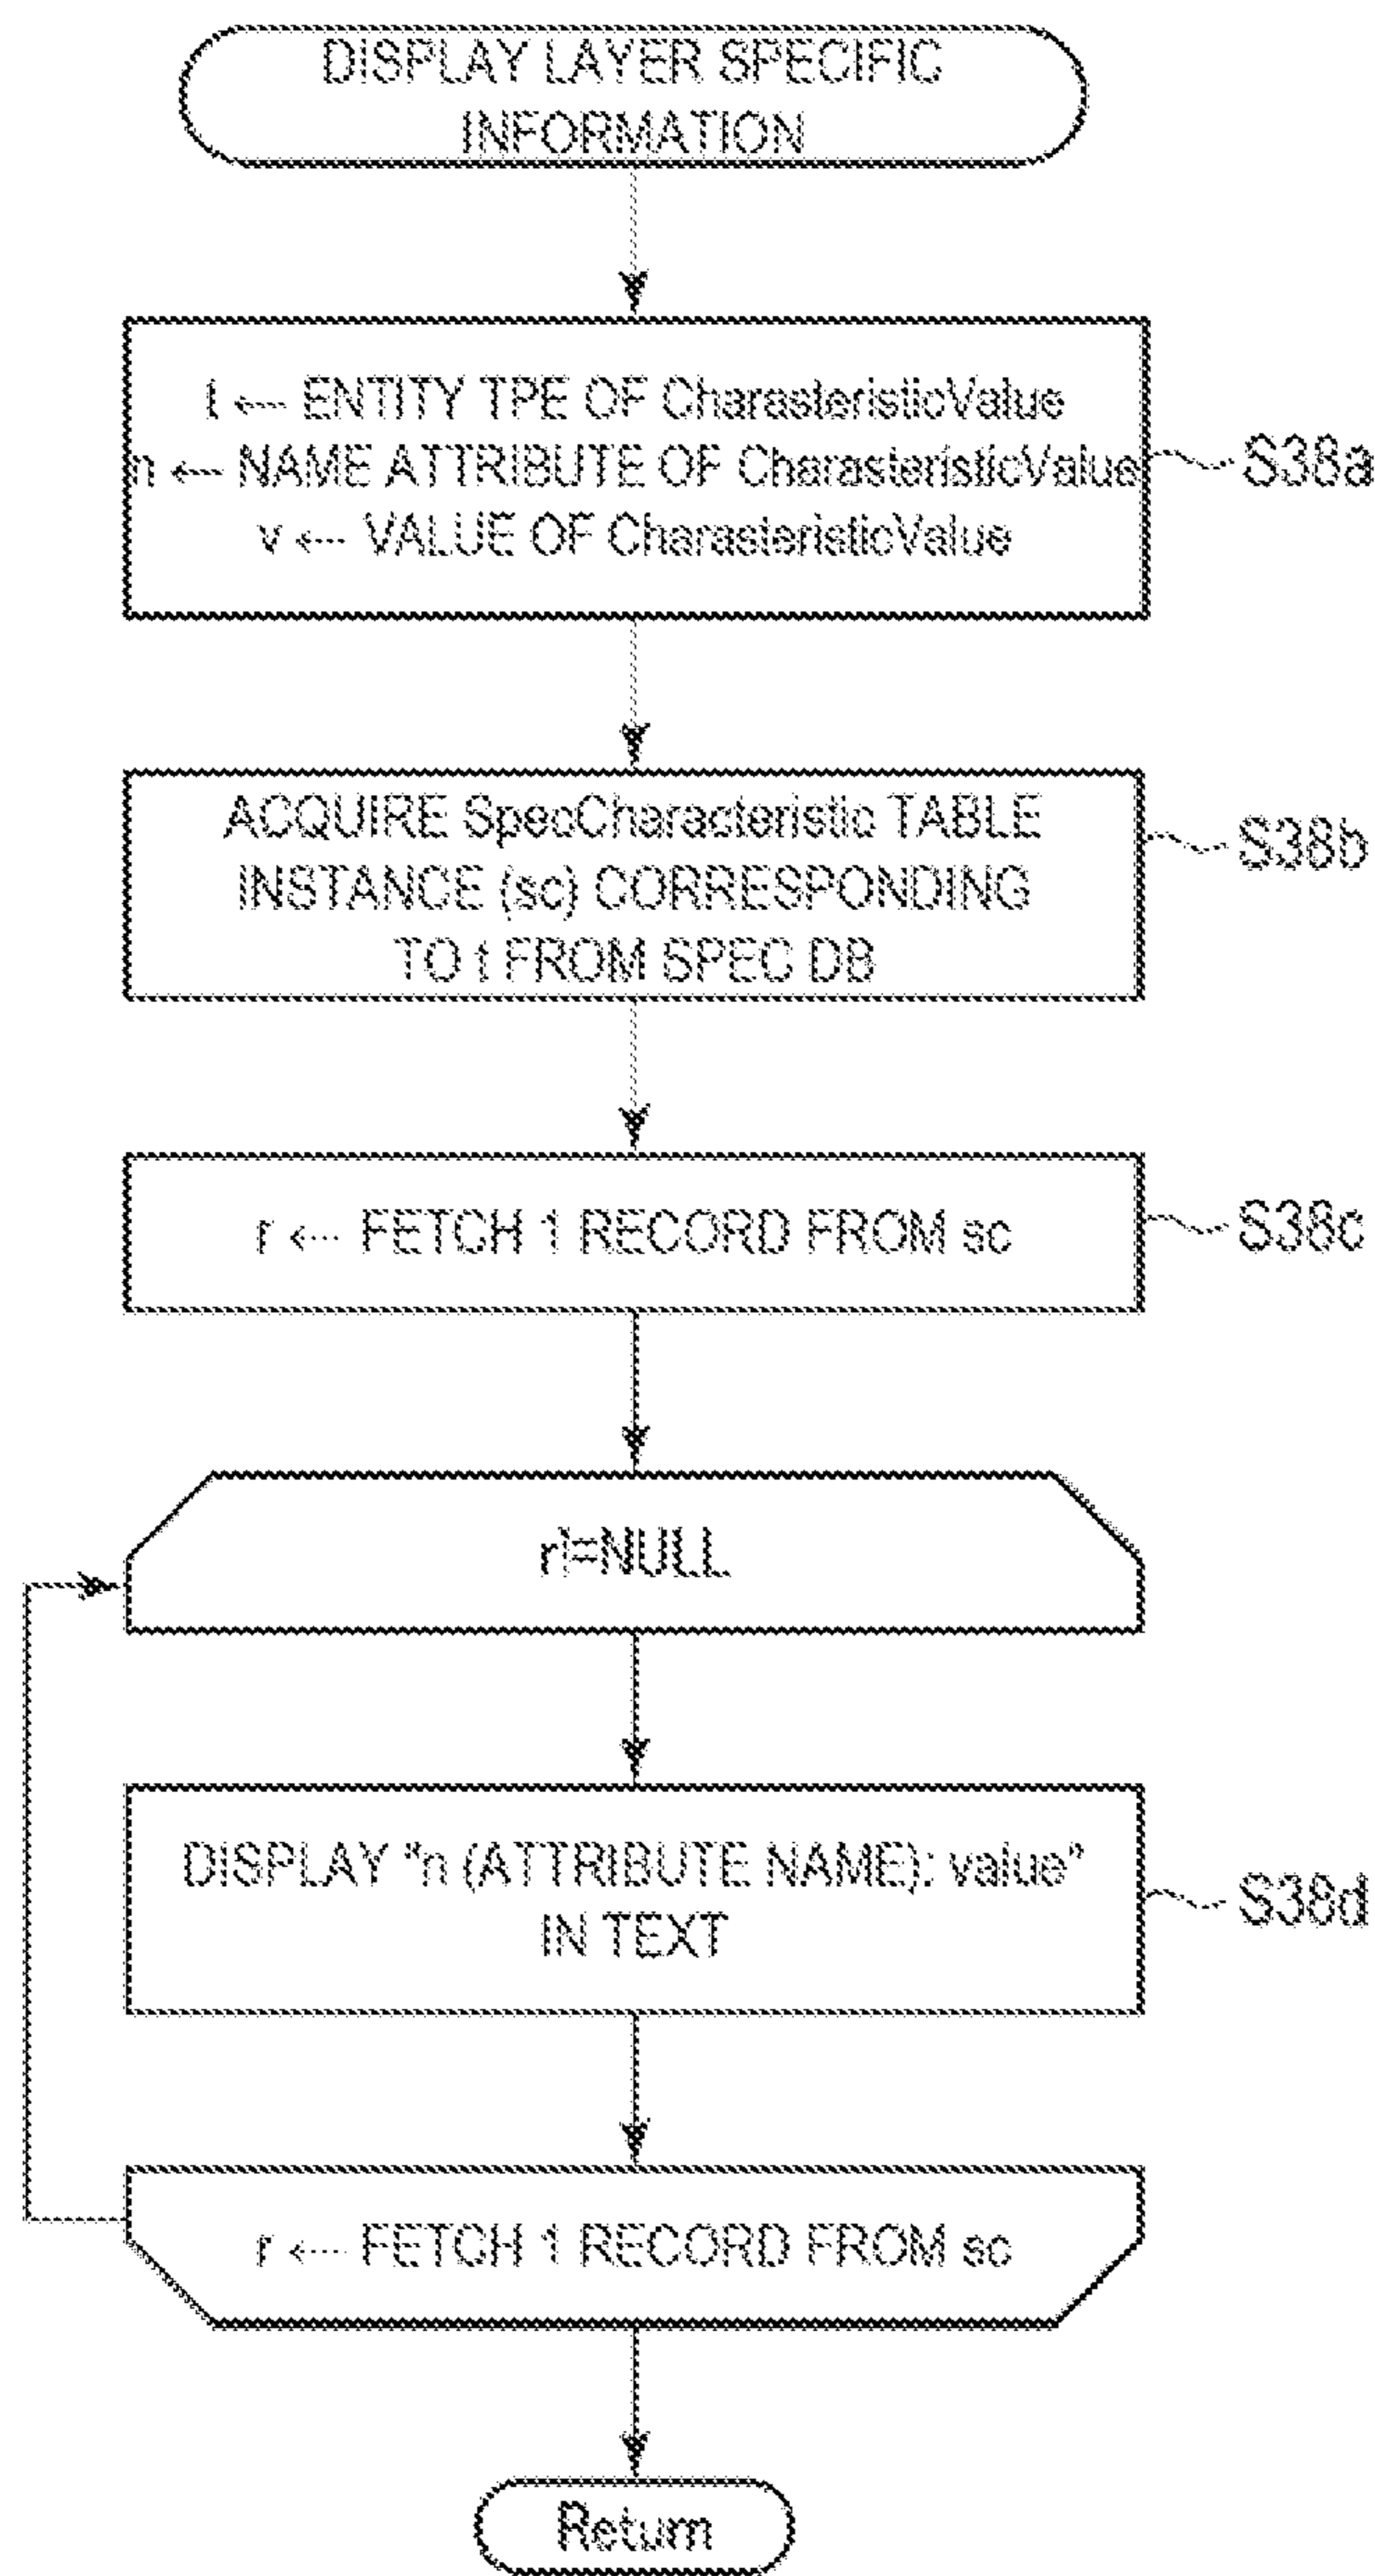 DISPLAY LAYER SPECIFIC
INFORMATION
t ← ENTITY TPE OF CharasteristicValue
n ← NAME ATTRIBUTE OF CharasteristicValue
v ← VALUE OF CharasteristicValue
S38a
ACQUIRE SpecCharacteristic TABLE
INSTANCE (sc) CORRESPONDING
TO t FROM SPEC DB
S38b
r ← FETCH 1 RECORD FROM sc
S38c
r!=NULL
DISPLAY "n (ATTRIBUTE NAME): value"
IN TEXT
S38d
r ← FETCH 1 RECORD FROM sc
Return